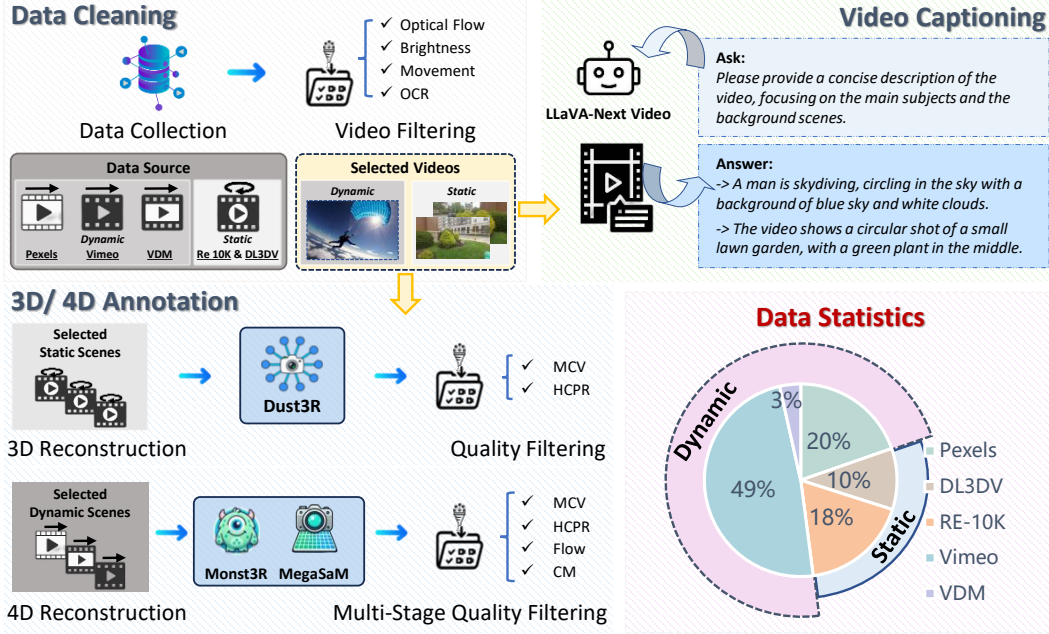 Data Cleaning
✓ Optical Flow
✓ Brightness
✓ Movement
✓ OCR
Data Collection
Video Filtering
Data Source
Dynamic
Static
Pexels
Vimeo
VDM
Re 10K & DL3DV
Selected Videos
Dynamic
Static
Video Captioning
LLaVA-Next Video
Ask:
Please provide a concise description of the
video, focusing on the main subjects and the
background scenes.
Answer:
-> A man is skydiving, circling in the sky with a
background of blue sky and white clouds.
-> The video shows a circular shot of a small
lawn garden, with a green plant in the middle.
3D/ 4D Annotation
Selected
Static Scenes
Dust3R
✓ MCV
✓ HCPR
3D Reconstruction
Quality Filtering
Selected
Dynamic Scenes
Monst3R
MegaSaM
✓ MCV
✓ HCPR
✓ Flow
✓ CM
4D Reconstruction
Multi-Stage Quality Filtering
Data Statistics
Dynamic
Static
3%
20%
10%
18%
49%
Pexels
DL3DV
RE-10K
Vimeo
VDM